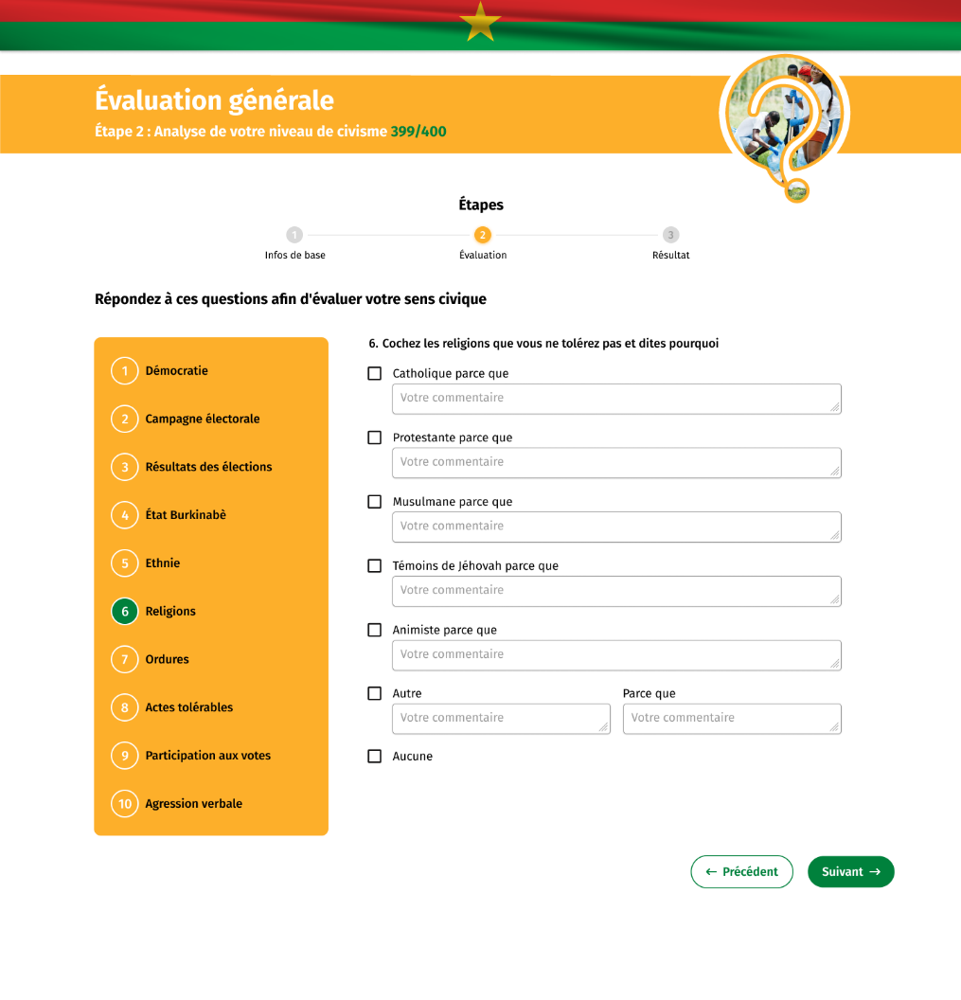 Évaluation générale
Étape 2 : Analyse de votre niveau de civisme 399/400
Étapes
1
2
3
Infos de base
Évaluation
Résultat
Répondez à ces questions afin d'évaluer votre sens civique
1 Démocratie
2 Campagne électorale
3 Résultats des élections
4 État Burkinabè
5 Ethnie
6 Religions
7 Ordures
8 Actes tolérables
9 Participation aux votes
10 Agression verbale
6. Cochez les religions que vous ne tolérez pas et dites pourquoi
Catholique parce que
Votre commentaire
Protestante parce que
Votre commentaire
Musulmane parce que
Votre commentaire
Témoins de Jéhovah parce que
Votre commentaire
Animiste parce que
Votre commentaire
Autre
Votre commentaire
Parce que
Votre commentaire
Aucune
← Précédent
Suivant →